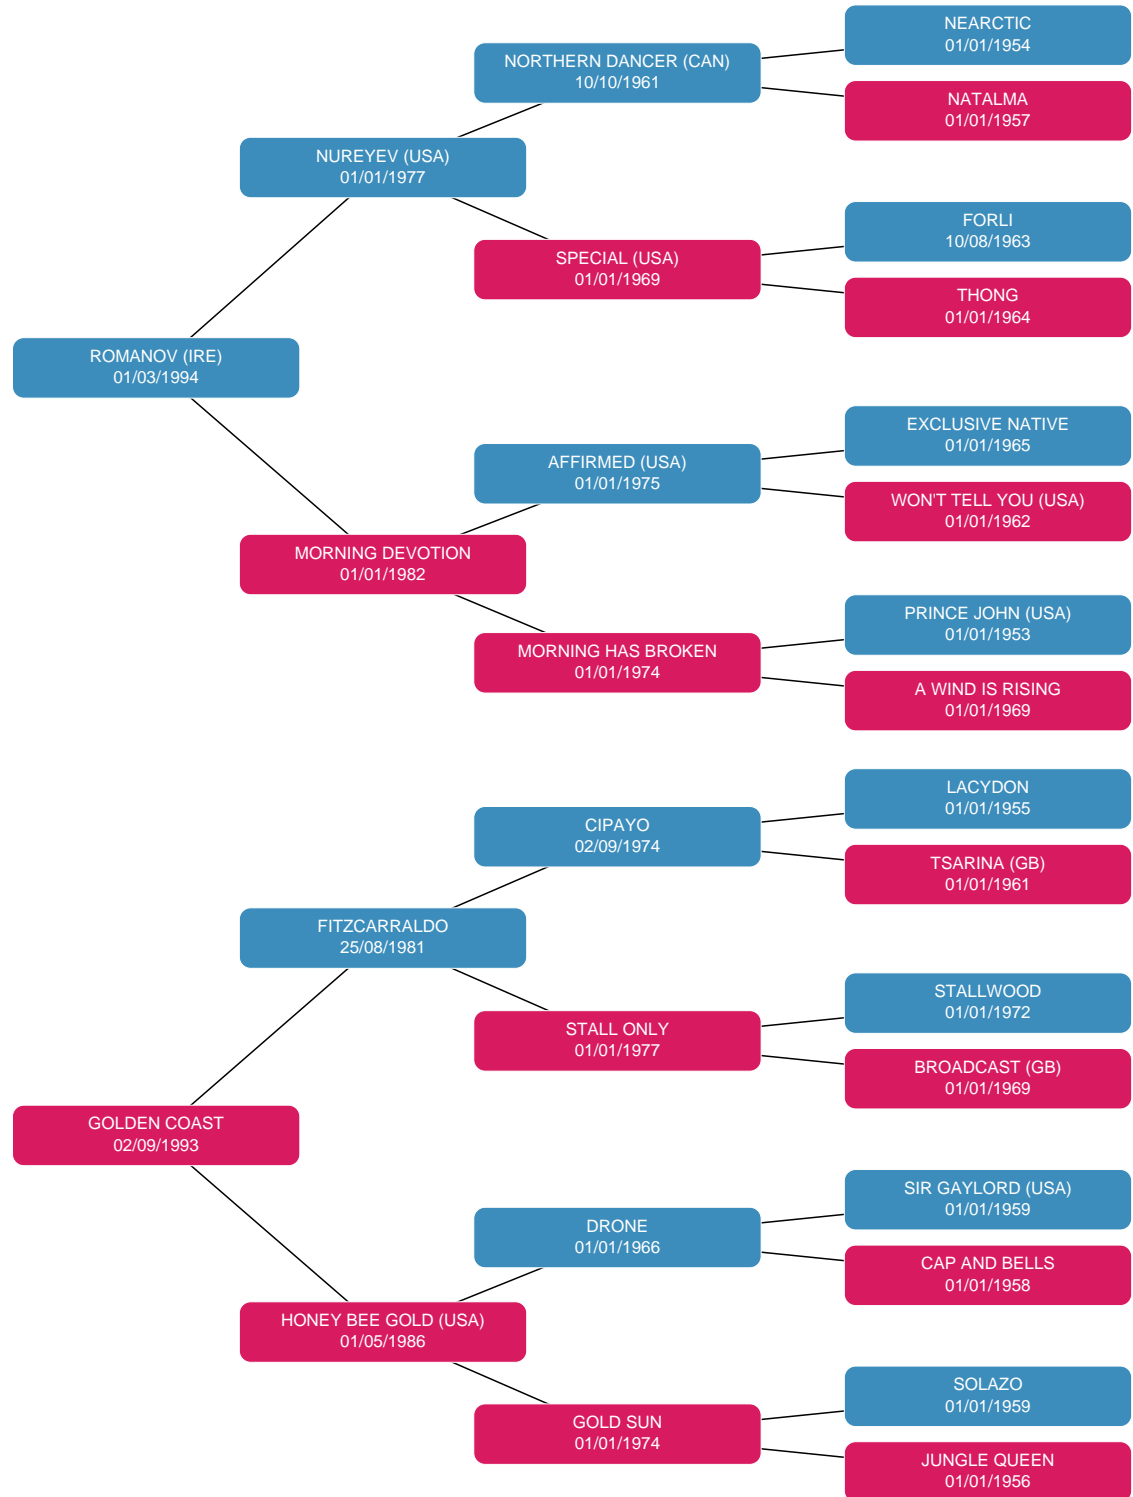 NEARCTIC
01/01/1954
NORTHERN DANCER (CAN)
10/10/1961
NATALMA
01/01/1957
NUREYEV (USA)
01/01/1977
FORLI
10/08/1963
SPECIAL (USA)
01/01/1969
THONG
01/01/1964
ROMANOV (IRE)
01/03/1994
EXCLUSIVE NATIVE
01/01/1965
AFFIRMED (USA)
01/01/1975
WON'T TELL YOU (USA)
01/01/1962
MORNING DEVOTION
01/01/1982
PRINCE JOHN (USA)
01/01/1953
MORNING HAS BROKEN
01/01/1974
A WIND IS RISING
01/01/1969
LACYDON
01/01/1955
CIPAYO
02/09/1974
TSARINA (GB)
01/01/1961
FITZCARRALDO
25/08/1981
STALLWOOD
01/01/1972
STALL ONLY
01/01/1977
BROADCAST (GB)
01/01/1969
GOLDEN COAST
02/09/1993
SIR GAYLORD (USA)
01/01/1959
DRONE
01/01/1966
CAP AND BELLS
01/01/1958
HONEY BEE GOLD (USA)
01/05/1986
SOLAZO
01/01/1959
GOLD SUN
01/01/1974
JUNGLE QUEEN
01/01/1956